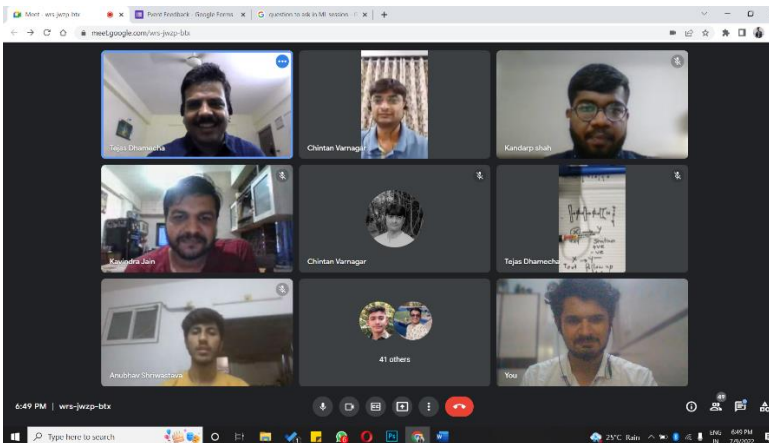 Meet - wrs-jwzp-btx
Event Feedback - Google Forms
question to ask in ML session
meet.google.com/wrs-jwzp-btx
Tejas Dhamecha
Chintan Varnagar
Kandarp shah
Kavindra Jain
Chintan Varnagar
Tejas Dhamecha
Anubhav Shriwastava
41 others
You
6:49 PM | wrs-jwzp-btx
Type here to search
25°C Rain
ENG
IN
6:49 PM
7/9/2022